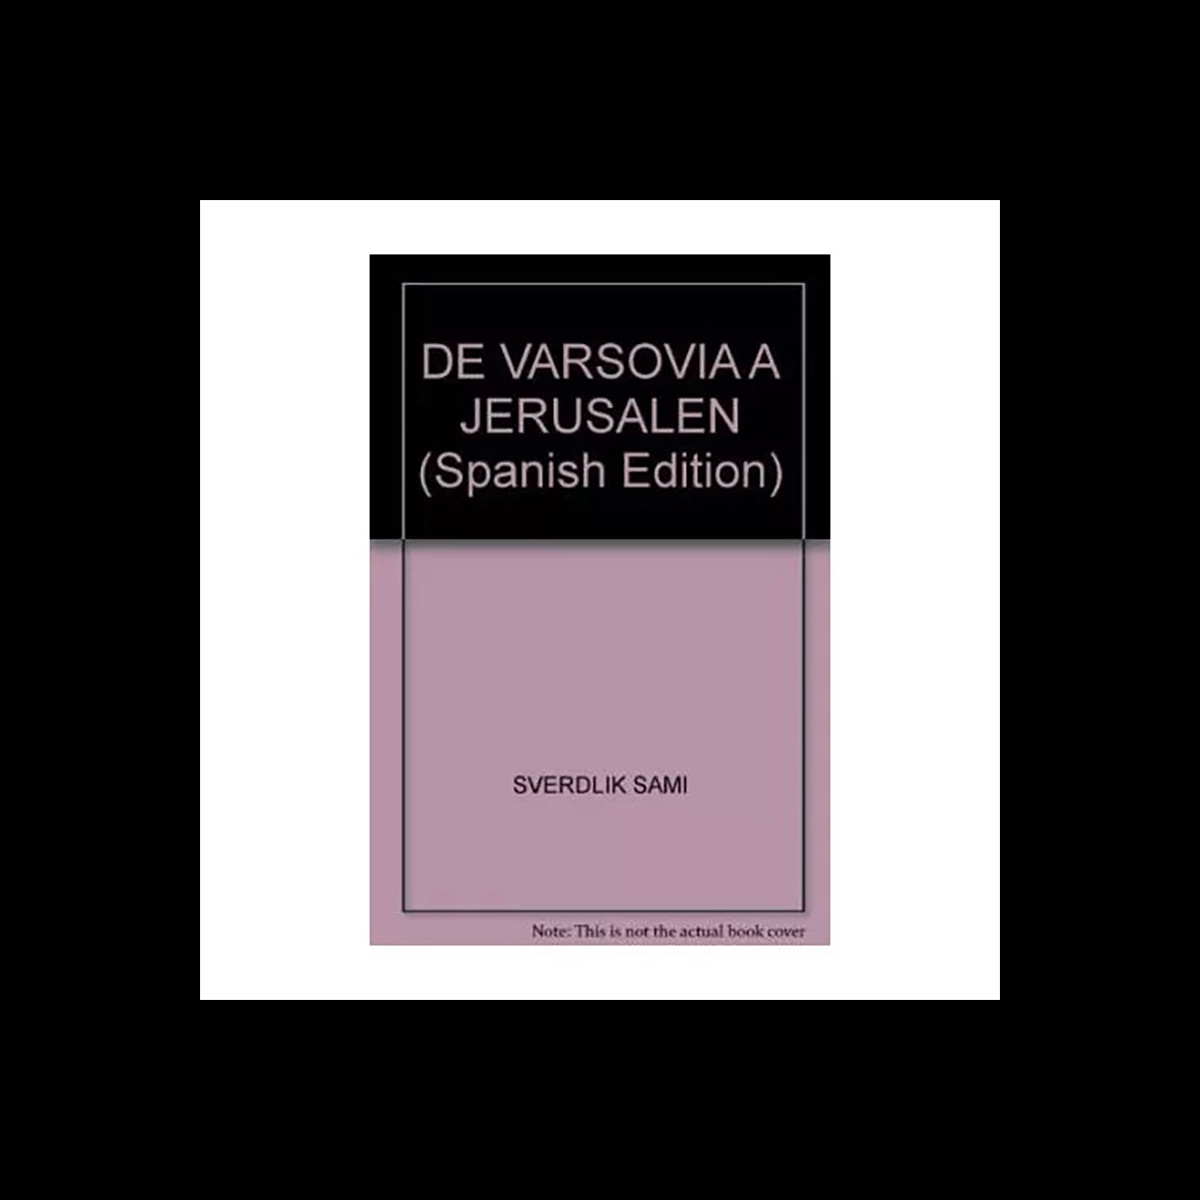 DE VARSOVIA A
JERUSALEN
(Spanish Edition)
SVERDLIK SAMI
Note: This is not the actual book cover